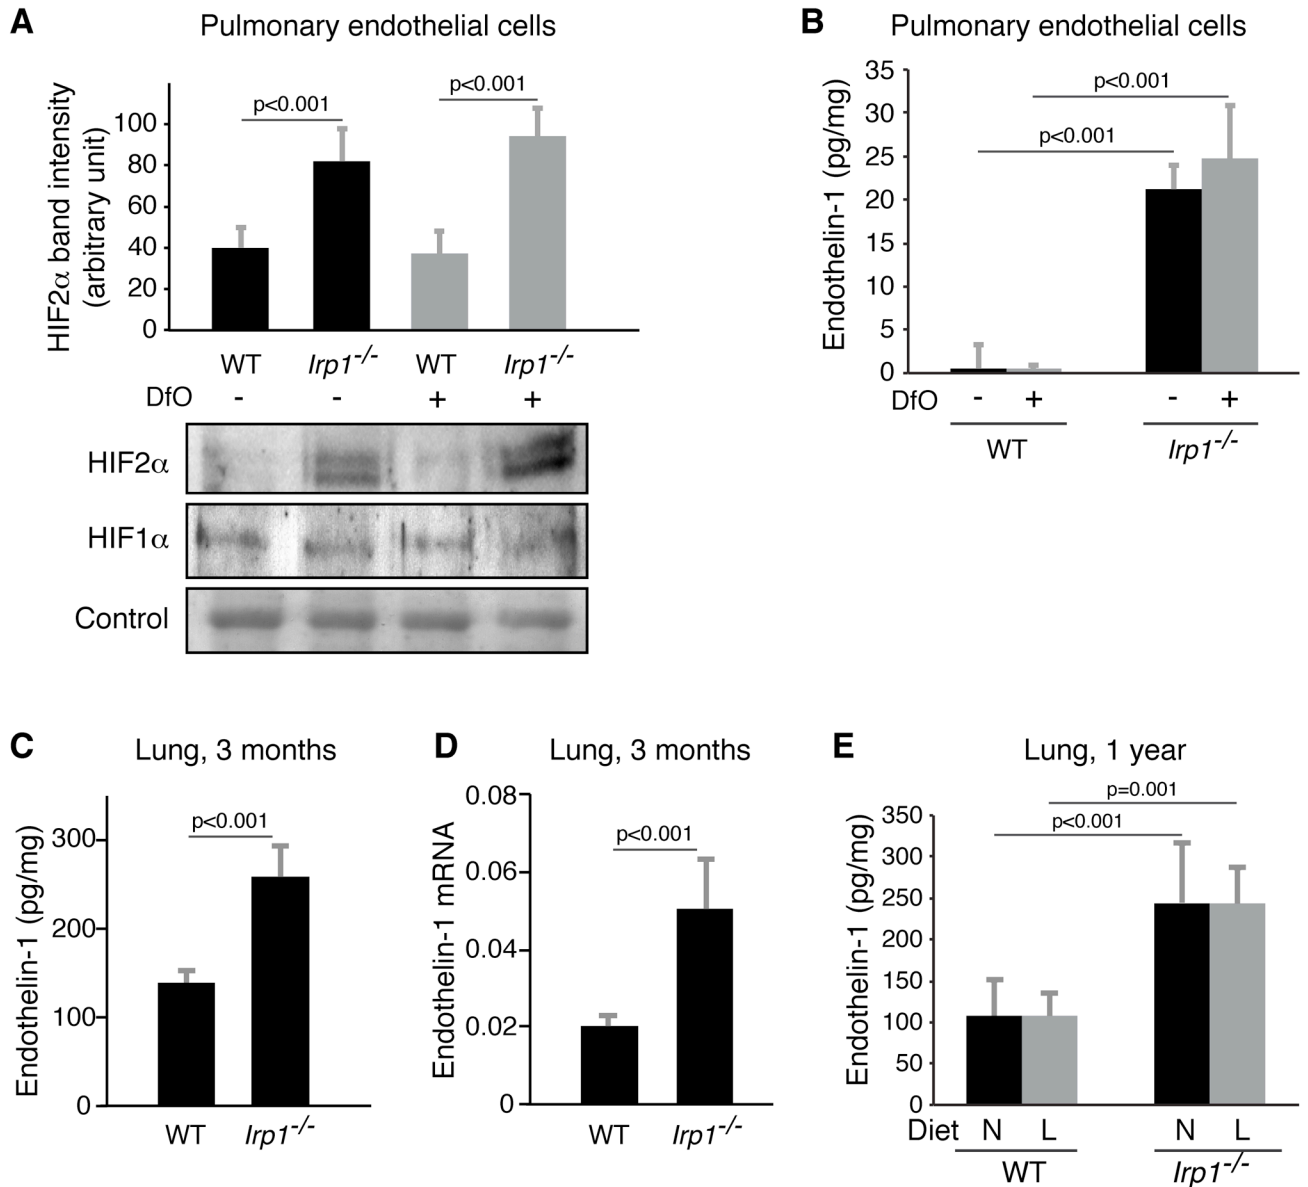 A
Pulmonary endothelial cells
HIF2α band intensity
(arbitrary unit)
100
80
60
40
20
0
p<0.001
p<0.001
WT
Irp1-/-
WT
Irp1-/-
DfO - - + +
HIF2α
HIF1α
Control
B
Pulmonary endothelial cells
Endothelin-1 (pg/mg)
35
30
25
20
15
10
5
0
p<0.001
p<0.001
DfO - + - +
WT
Irp1-/-
C
Lung, 3 months
Endothelin-1 (pg/mg)
300
200
100
0
p<0.001
WT
Irp1-/-
D
Lung, 3 months
Endothelin-1 mRNA
0.08
0.06
0.04
0.02
0
p<0.001
WT
Irp1-/-
E
Lung, 1 year
Endothelin-1 (pg/mg)
350
300
250
200
150
100
50
0
p=0.001
p<0.001
Diet N L N L
WT
Irp1-/-